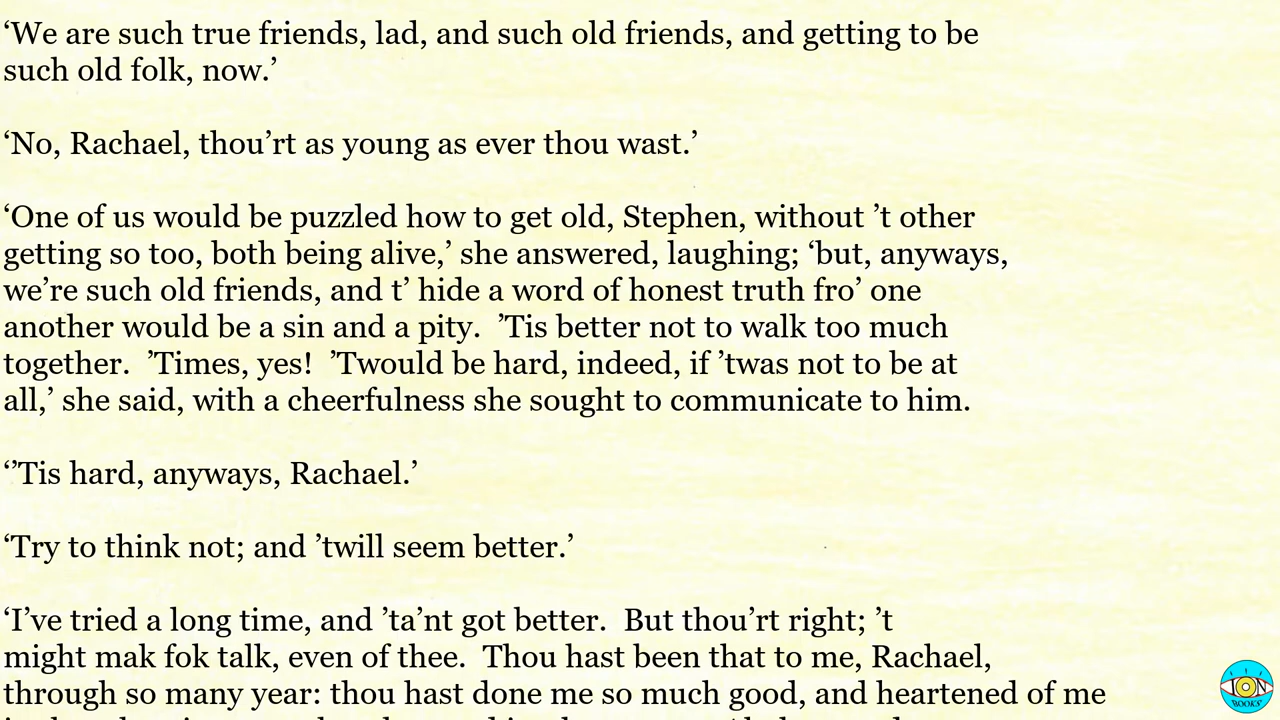 ‘We are such true friends, lad, and such old friends, and getting to be
such old folk, now.’
‘No, Rachael, thou’rt as young as ever thou wast.’
‘One of us would be puzzled how to get old, Stephen, without ’t other
getting so too, both being alive,’ she answered, laughing; ‘but, anyways,
we’re such old friends, and t’ hide a word of honest truth fro’ one
another would be a sin and a pity.  ’Tis better not to walk too much
together.  ’Times, yes!  ’Twould be hard, indeed, if ’twas not to be at
all,’ she said, with a cheerfulness she sought to communicate to him.
‘’Tis hard, anyways, Rachael.’
‘Try to think not; and ’twill seem better.’
‘I’ve tried a long time, and ’ta’nt got better.  But thou’rt right; ’t
might mak fok talk, even of thee.  Thou hast been that to me, Rachael,
through so many year: thou hast done me so much good, and heartened of me
ION
BOOKS